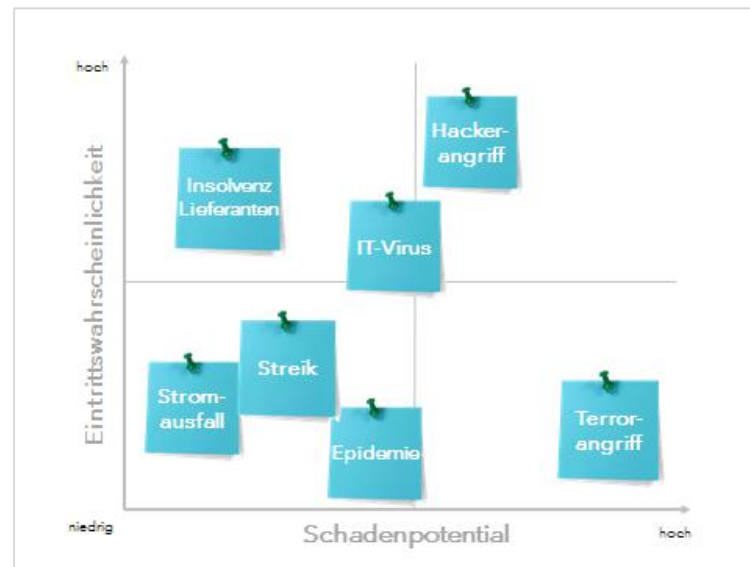 hoch
Eintrittswahrscheinlichkeit
Hacker-
angriff
Insolvenz
Lieferanten
IT-Virus
Streik
Strom-
ausfall
Epidemie
Terror-
angriff
niedrig
Schadenpotential
hoch